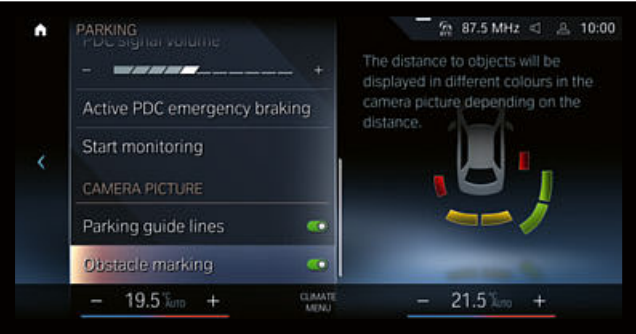 PARKING
87.5 MHz
10:00
PDC signal volume
- +
Active PDC emergency braking
Start monitoring
CAMERA PICTURE
Parking guide lines
Obstacle marking
The distance to objects will be
displayed in different colours in the
camera picture depending on the
distance.
- 19.5 °C AUTO +
CLIMATE
MENU
- 21.5 °C AUTO +